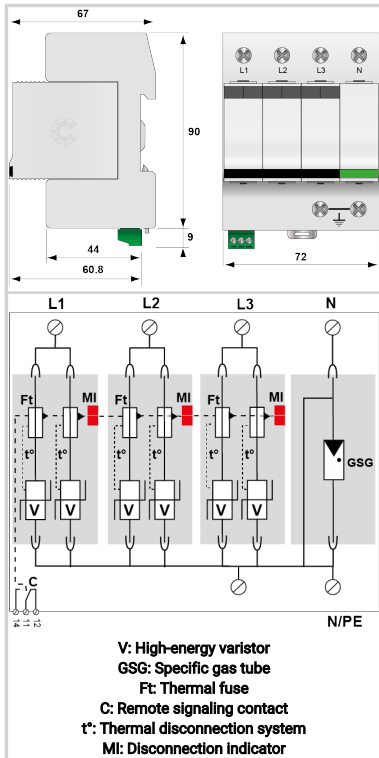 67
L1 L2 L3 N
90
9
44
60.8
72
L1 L2 L3 N
Ft MI Ft MI Ft MI
t° t° t° t° t° t°
GSG
V V V V V V
C
14 11 12
N/PE
V: High-energy varistor
GSG: Specific gas tube
Ft: Thermal fuse
C: Remote signaling contact
t°: Thermal disconnection system
MI: Disconnection indicator